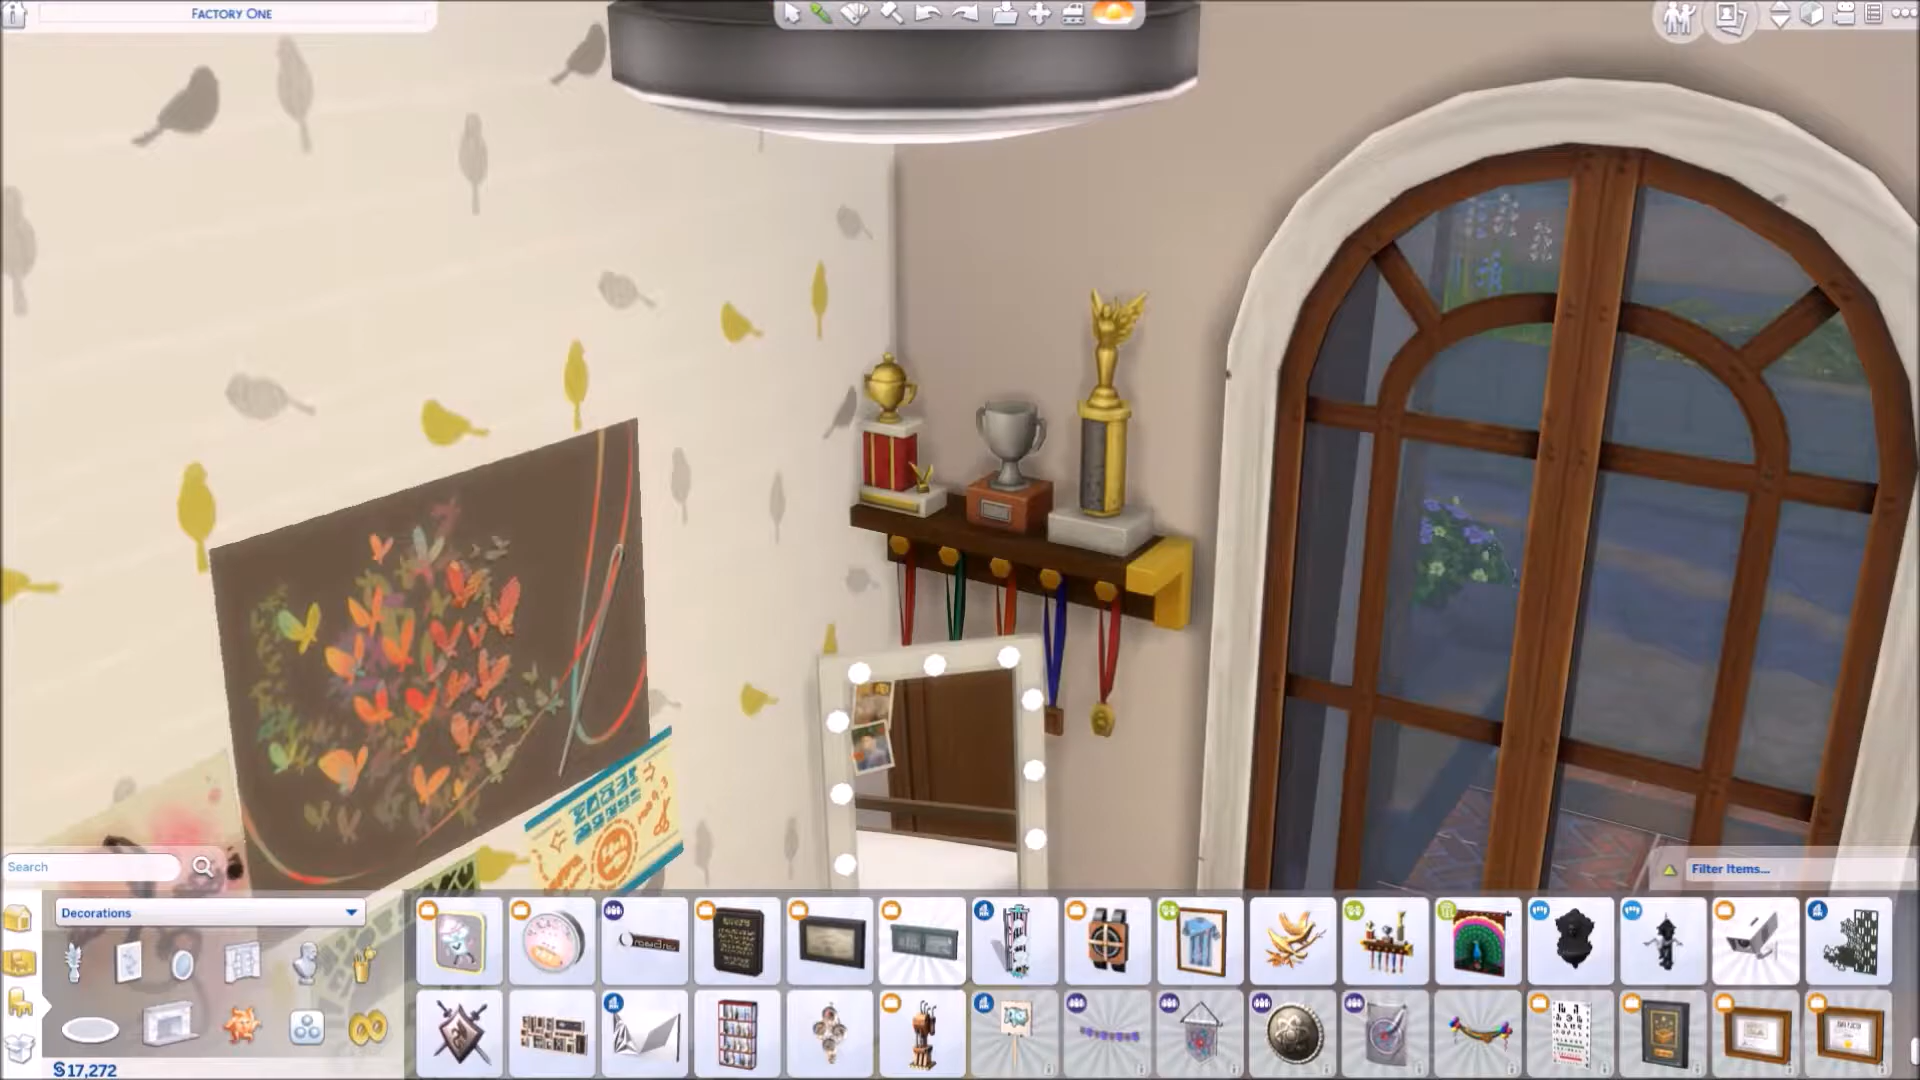 FACTORY ONE
Search
Filter Items...
Decorations
§17,272